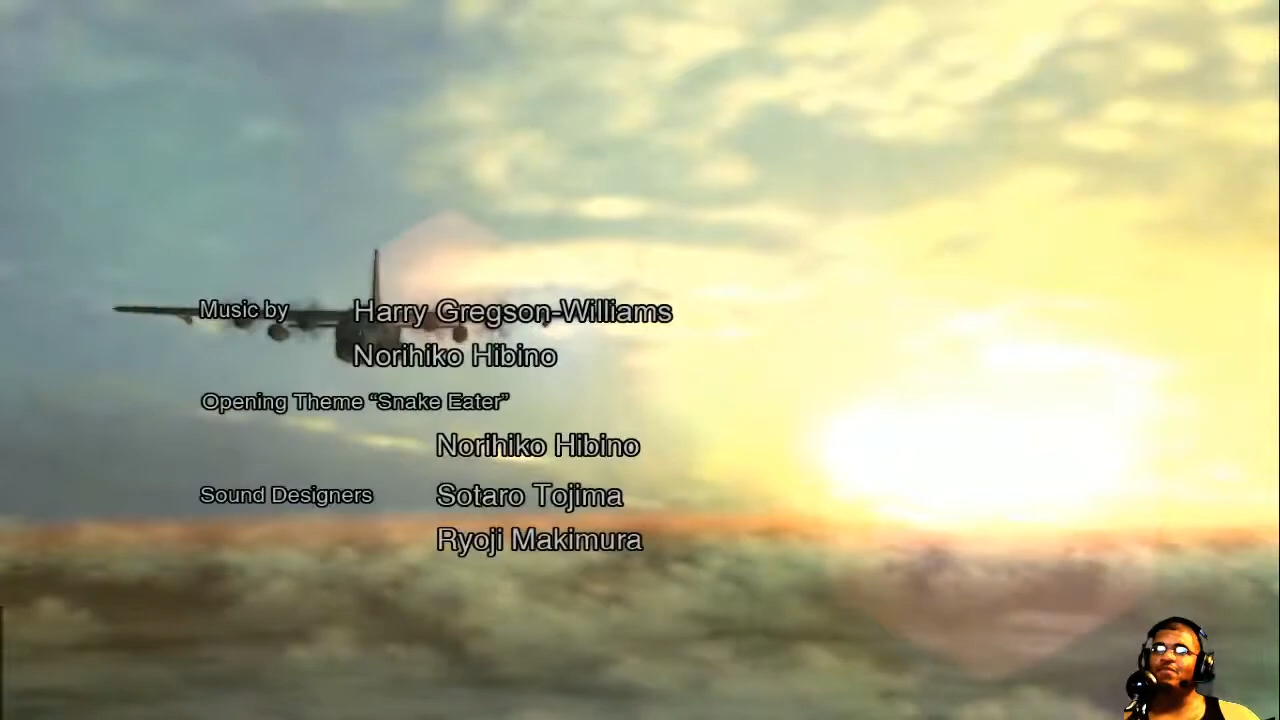 Music by Harry Gregson-Williams
Norihiko Hibino
Opening Theme “Snake Eater”
Norihiko Hibino
Sound Designers Sotaro Tojima
Ryoji Makimura